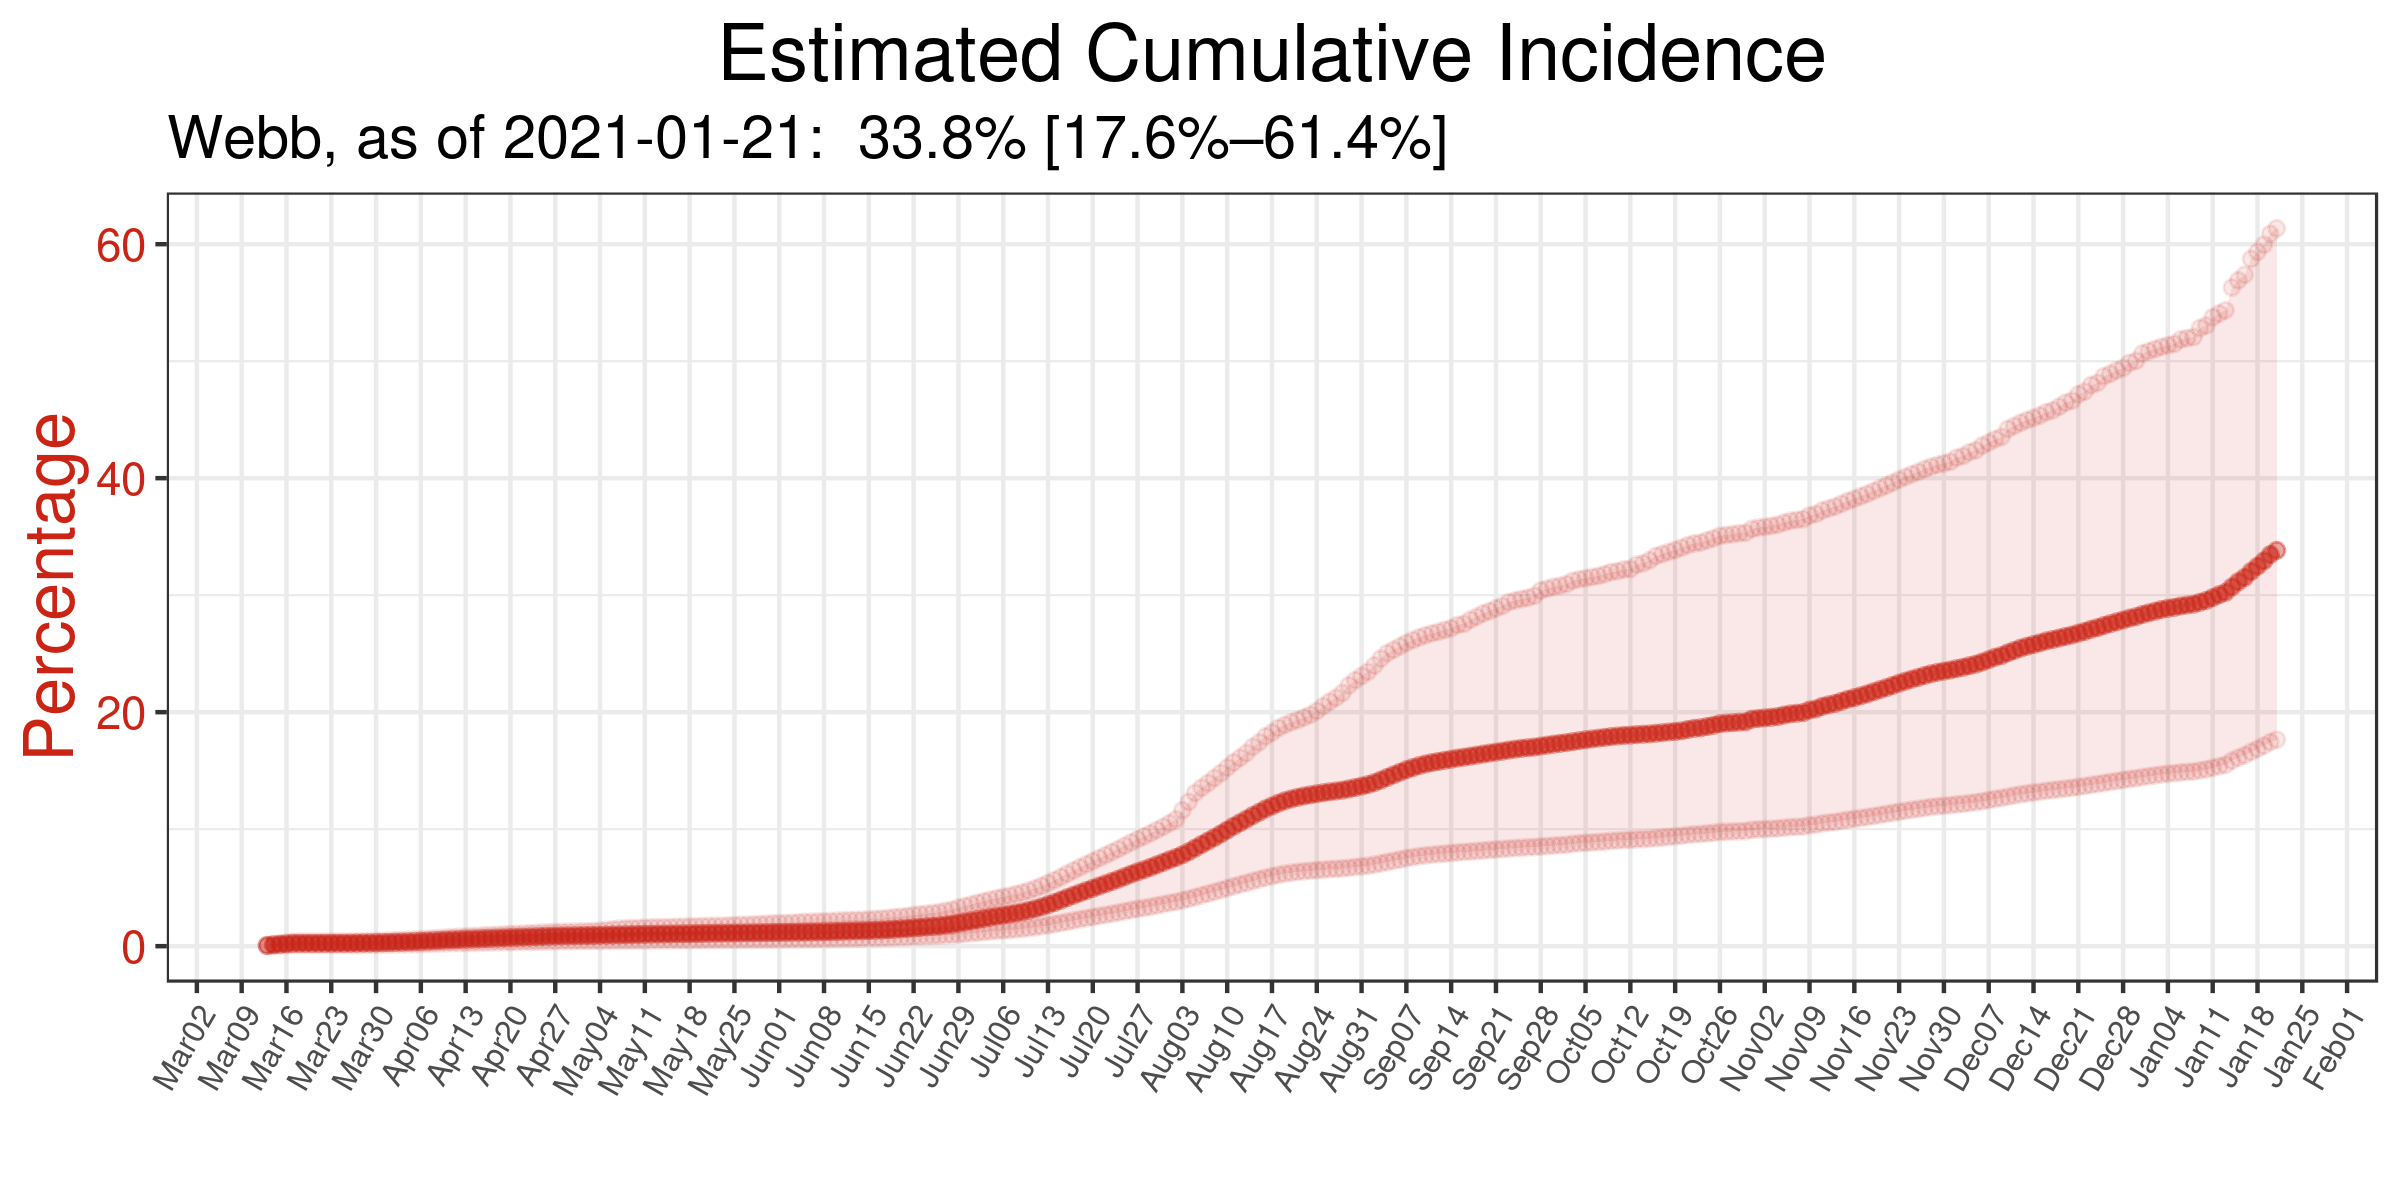 Estimated Cumulative Incidence
Webb, as of 2021-01-21:  33.8% [17.6%–61.4%]
Percentage
60
40
20
0
Mar02
Mar09
Mar16
Mar23
Mar30
Apr06
Apr13
Apr20
Apr27
May04
May11
May18
May25
Jun01
Jun08
Jun15
Jun22
Jun29
Jul06
Jul13
Jul20
Jul27
Aug03
Aug10
Aug17
Aug24
Aug31
Sep07
Sep14
Sep21
Sep28
Oct05
Oct12
Oct19
Oct26
Nov02
Nov09
Nov16
Nov23
Nov30
Dec07
Dec14
Dec21
Dec28
Jan04
Jan11
Jan18
Jan25
Feb01